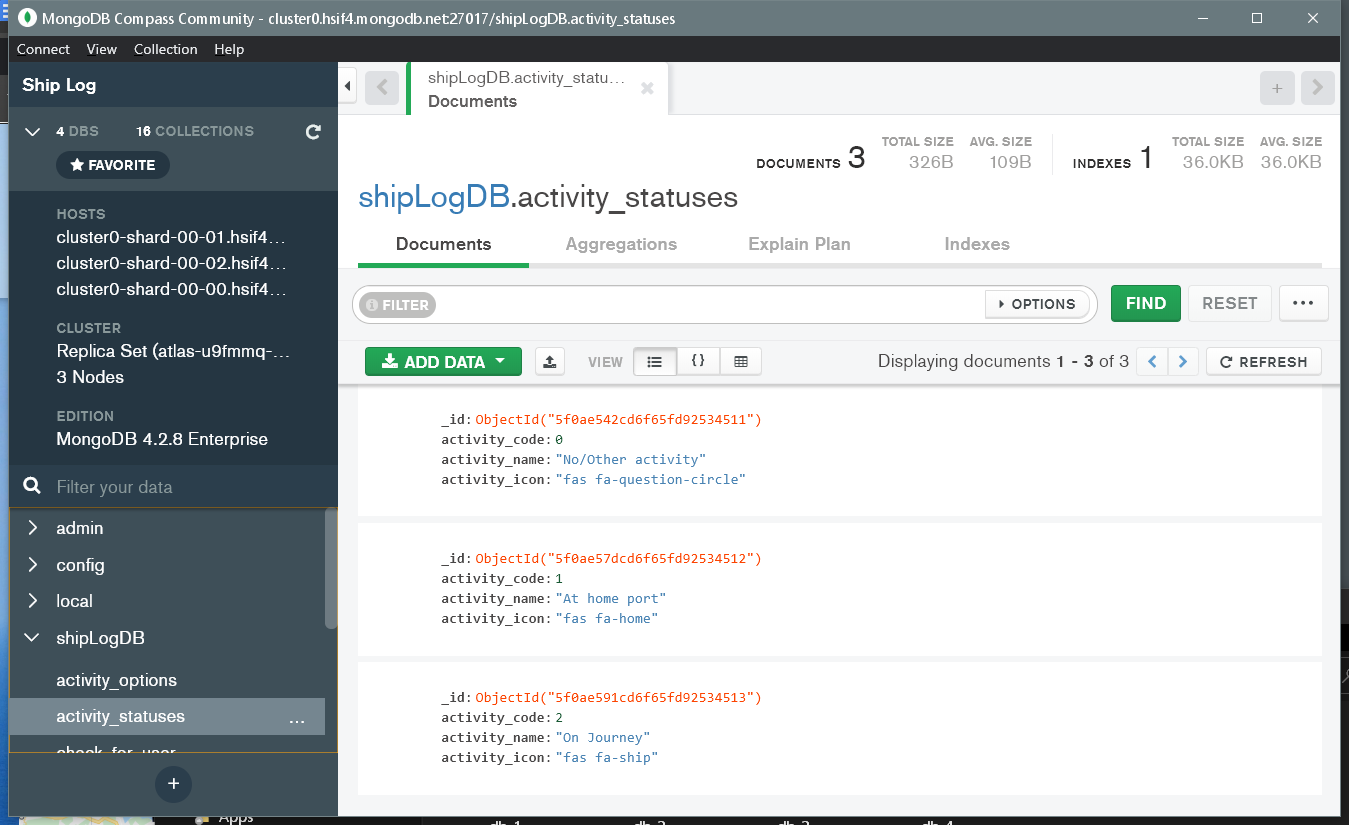 MongoDB Compass Community - cluster0.hsif4.mongodb.net:27017/shipLogDB.activity_statuses
Connect View Collection Help
Ship Log
4 DBS 16 COLLECTIONS
FAVORITE
HOSTS
cluster0-shard-00-01.hsif4...
cluster0-shard-00-02.hsif4...
cluster0-shard-00-00.hsif4...
CLUSTER
Replica Set (atlas-u9fmmq-...
3 Nodes
EDITION
MongoDB 4.2.8 Enterprise
Filter your data
admin
config
local
shipLogDB
activity_options
activity_statuses ...
check_for_user
+
shipLogDB.activity_statu...
Documents
+
DOCUMENTS 3
TOTAL SIZE AVG. SIZE
326B 109B
INDEXES 1
TOTAL SIZE AVG. SIZE
36.0KB 36.0KB
shipLogDB.activity_statuses
Documents Aggregations Explain Plan Indexes
FILTER OPTIONS FIND RESET ...
ADD DATA VIEW {} Displaying documents 1 - 3 of 3 REFRESH
_id: ObjectId("5f0ae542cd6f65fd92534511")
activity_code: 0
activity_name: "No/Other activity"
activity_icon: "fas fa-question-circle"
_id: ObjectId("5f0ae57dcd6f65fd92534512")
activity_code: 1
activity_name: "At home port"
activity_icon: "fas fa-home"
_id: ObjectId("5f0ae591cd6f65fd92534513")
activity_code: 2
activity_name: "On Journey"
activity_icon: "fas fa-ship"
Apps